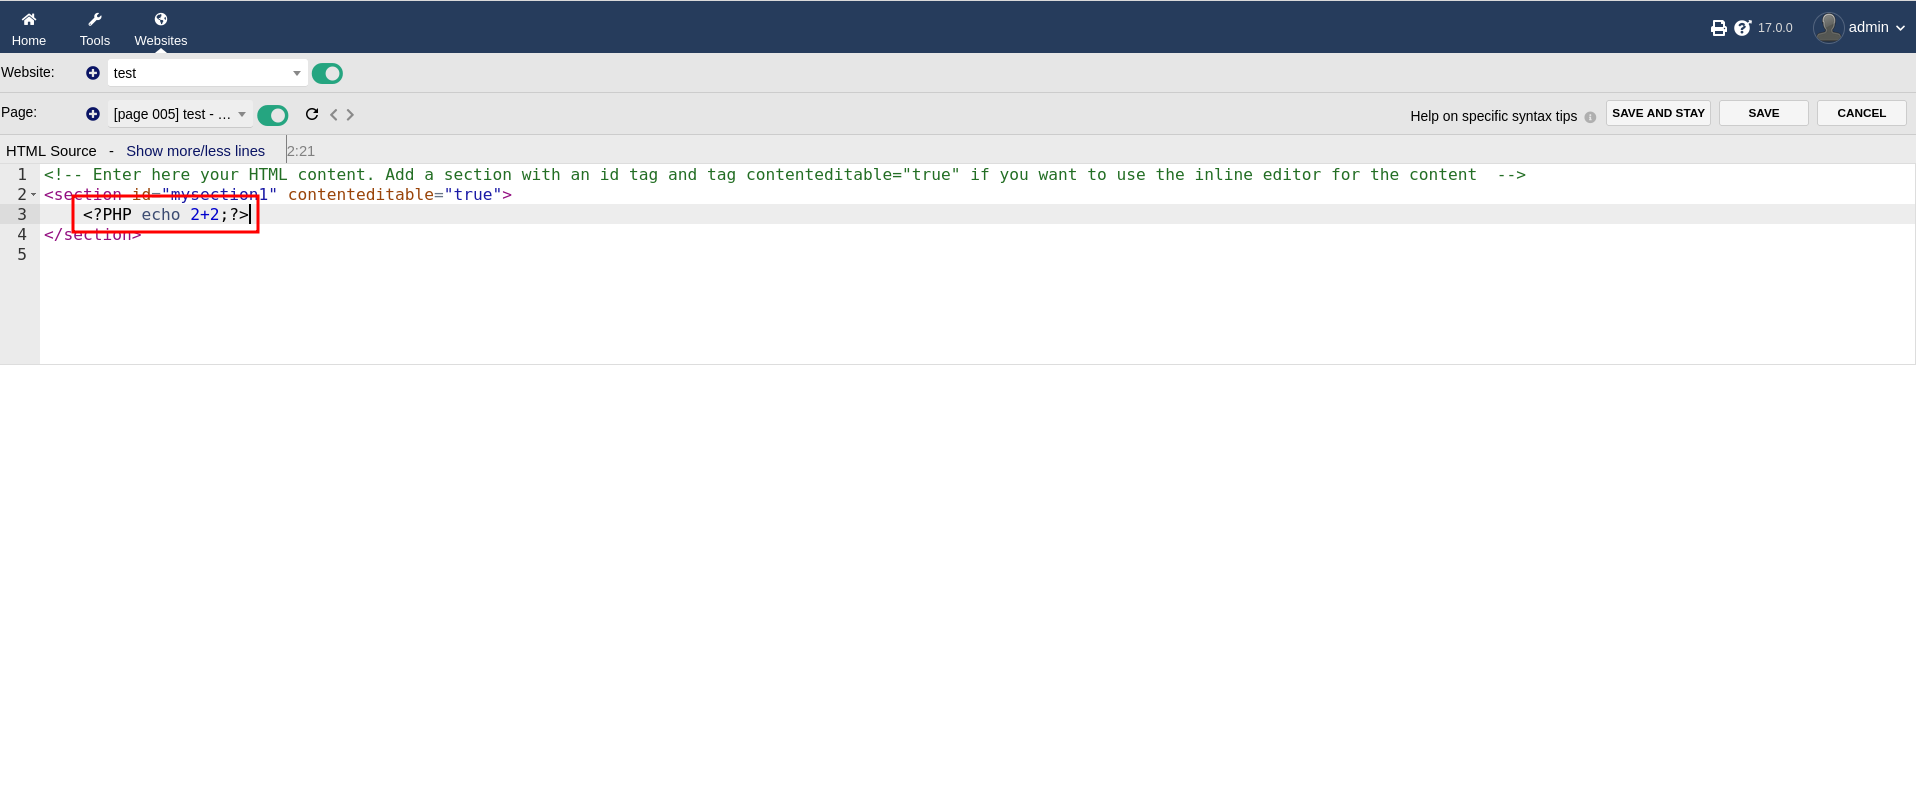 Home Tools Websites 17.0.0 admin
Website: test
Page: [page 005] test - ... Help on specific syntax tips SAVE AND STAY SAVE CANCEL
HTML Source - Show more/less lines 2:21
1 <!-- Enter here your HTML content. Add a section with an id tag and tag contenteditable="true" if you want to use the inline editor for the content  -->
2 <section id="mysection1" contenteditable="true">
3     <?PHP echo 2+2;?>
4 </section>
5